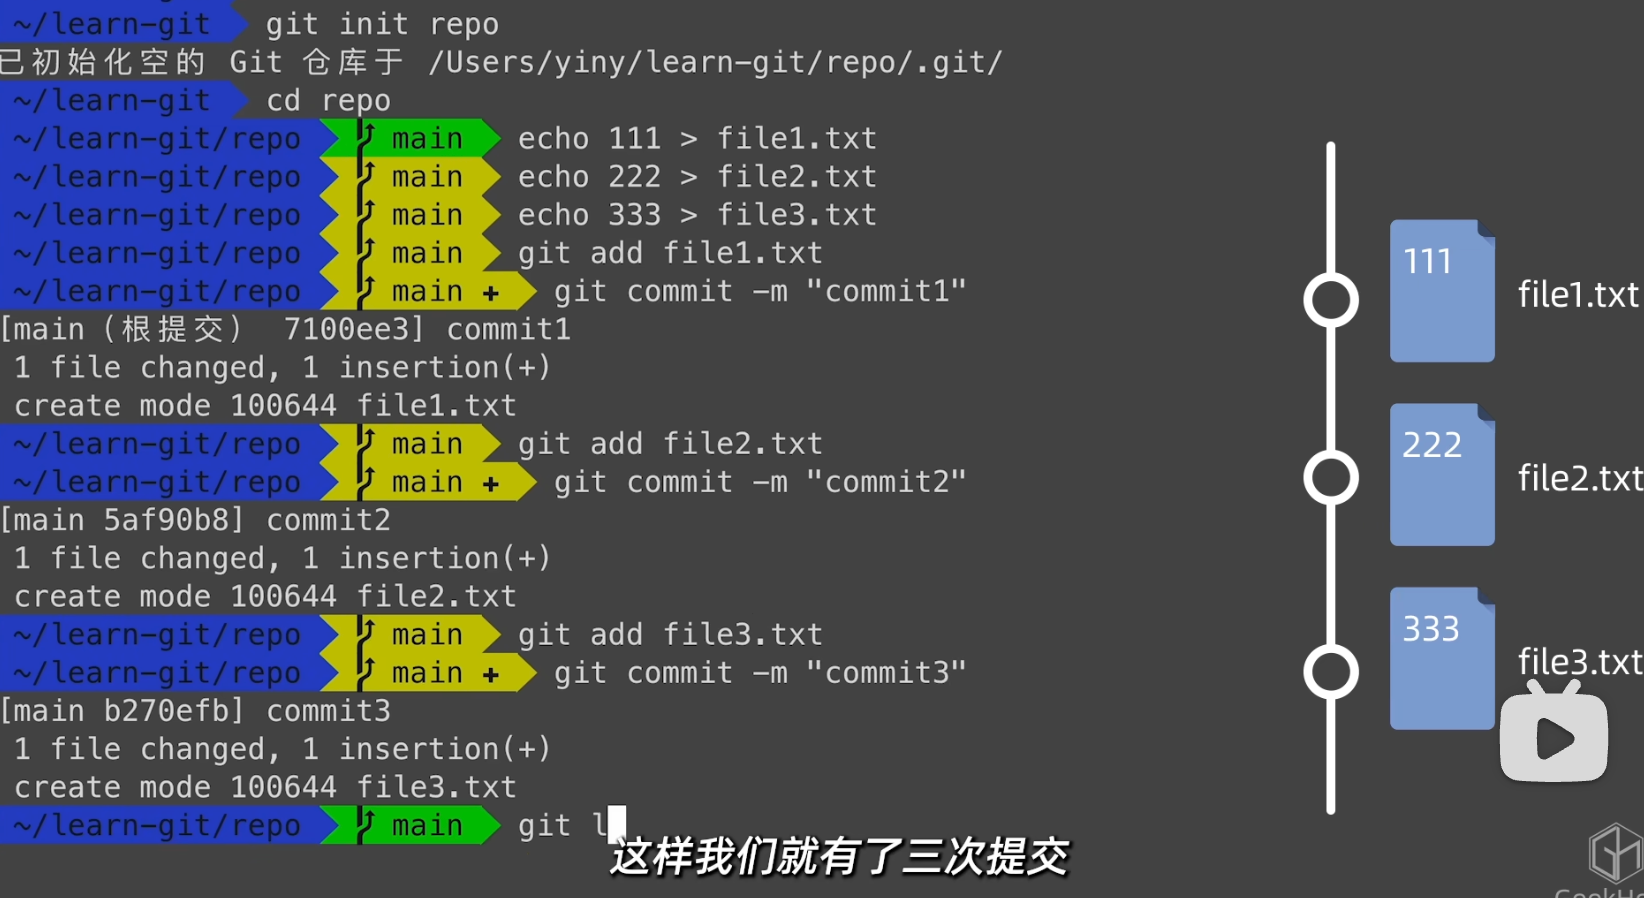 ~/learn-git git init repo
已初始化空的 Git 仓库于 /Users/yiny/learn-git/repo/.git/
~/learn-git cd repo
~/learn-git/repo main echo 111 > file1.txt
~/learn-git/repo main echo 222 > file2.txt
~/learn-git/repo main echo 333 > file3.txt
~/learn-git/repo main git add file1.txt
~/learn-git/repo main + git commit -m "commit1"
[main（根提交） 7100ee3] commit1
1 file changed, 1 insertion(+)
create mode 100644 file1.txt
~/learn-git/repo main git add file2.txt
~/learn-git/repo main + git commit -m "commit2"
[main 5af90b8] commit2
1 file changed, 1 insertion(+)
create mode 100644 file2.txt
~/learn-git/repo main git add file3.txt
~/learn-git/repo main + git commit -m "commit3"
[main b270efb] commit3
1 file changed, 1 insertion(+)
create mode 100644 file3.txt
~/learn-git/repo main git l
111 file1.txt
222 file2.txt
333 file3.txt
这样我们就有了三次提交